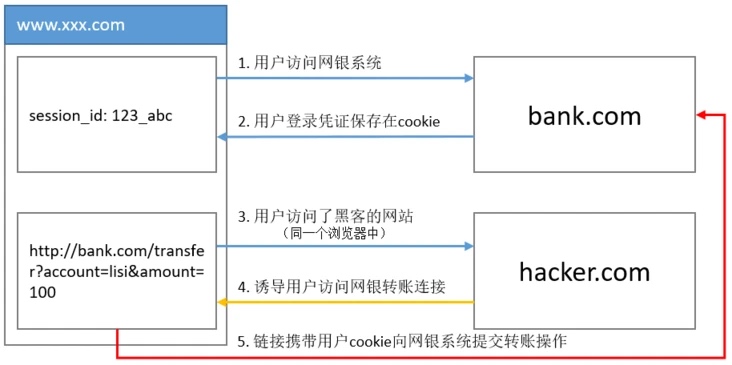 www.xxx.com
1. 用户访问网银系统
session_id: 123_abc
bank.com
2. 用户登录凭证保存在cookie
3. 用户访问了黑客的网站
（同一个浏览器中）
http://bank.com/transfe
r?account=lisi&amount=
100
hacker.com
4. 诱导用户访问网银转账连接
5. 链接携带用户cookie向网银系统提交转账操作